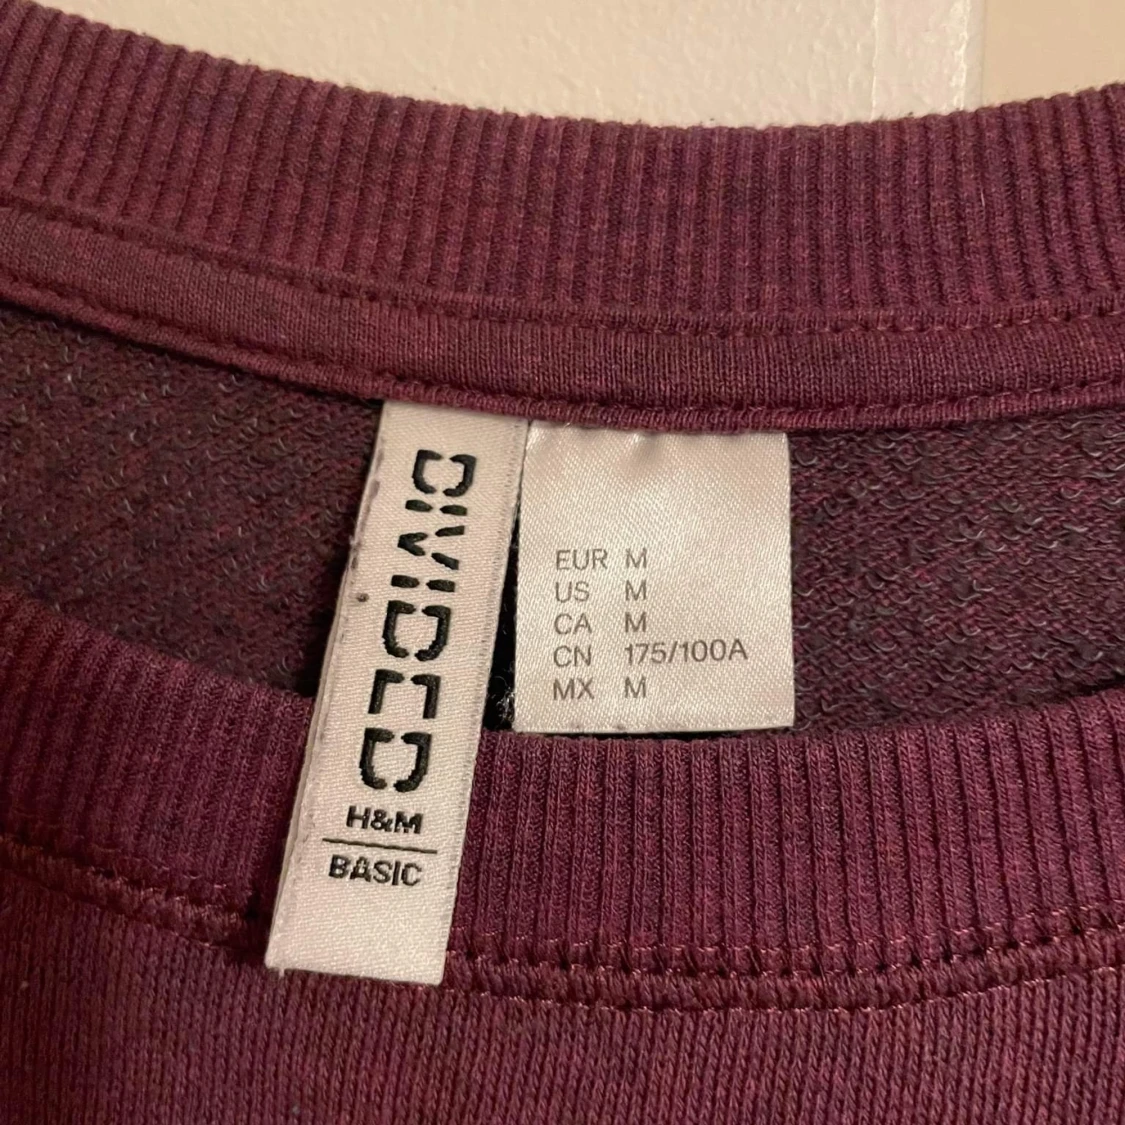 DIVIDED
H&M
BASIC
EUR M
US M
CA M
CN 175/100A
MX M